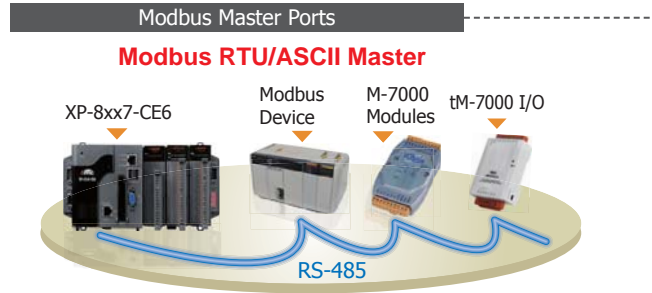 Modbus Master Ports
Modbus RTU/ASCII Master
XP-8xx7-CE6
Modbus
Device
M-7000
Modules
tM-7000 I/O
RS-485